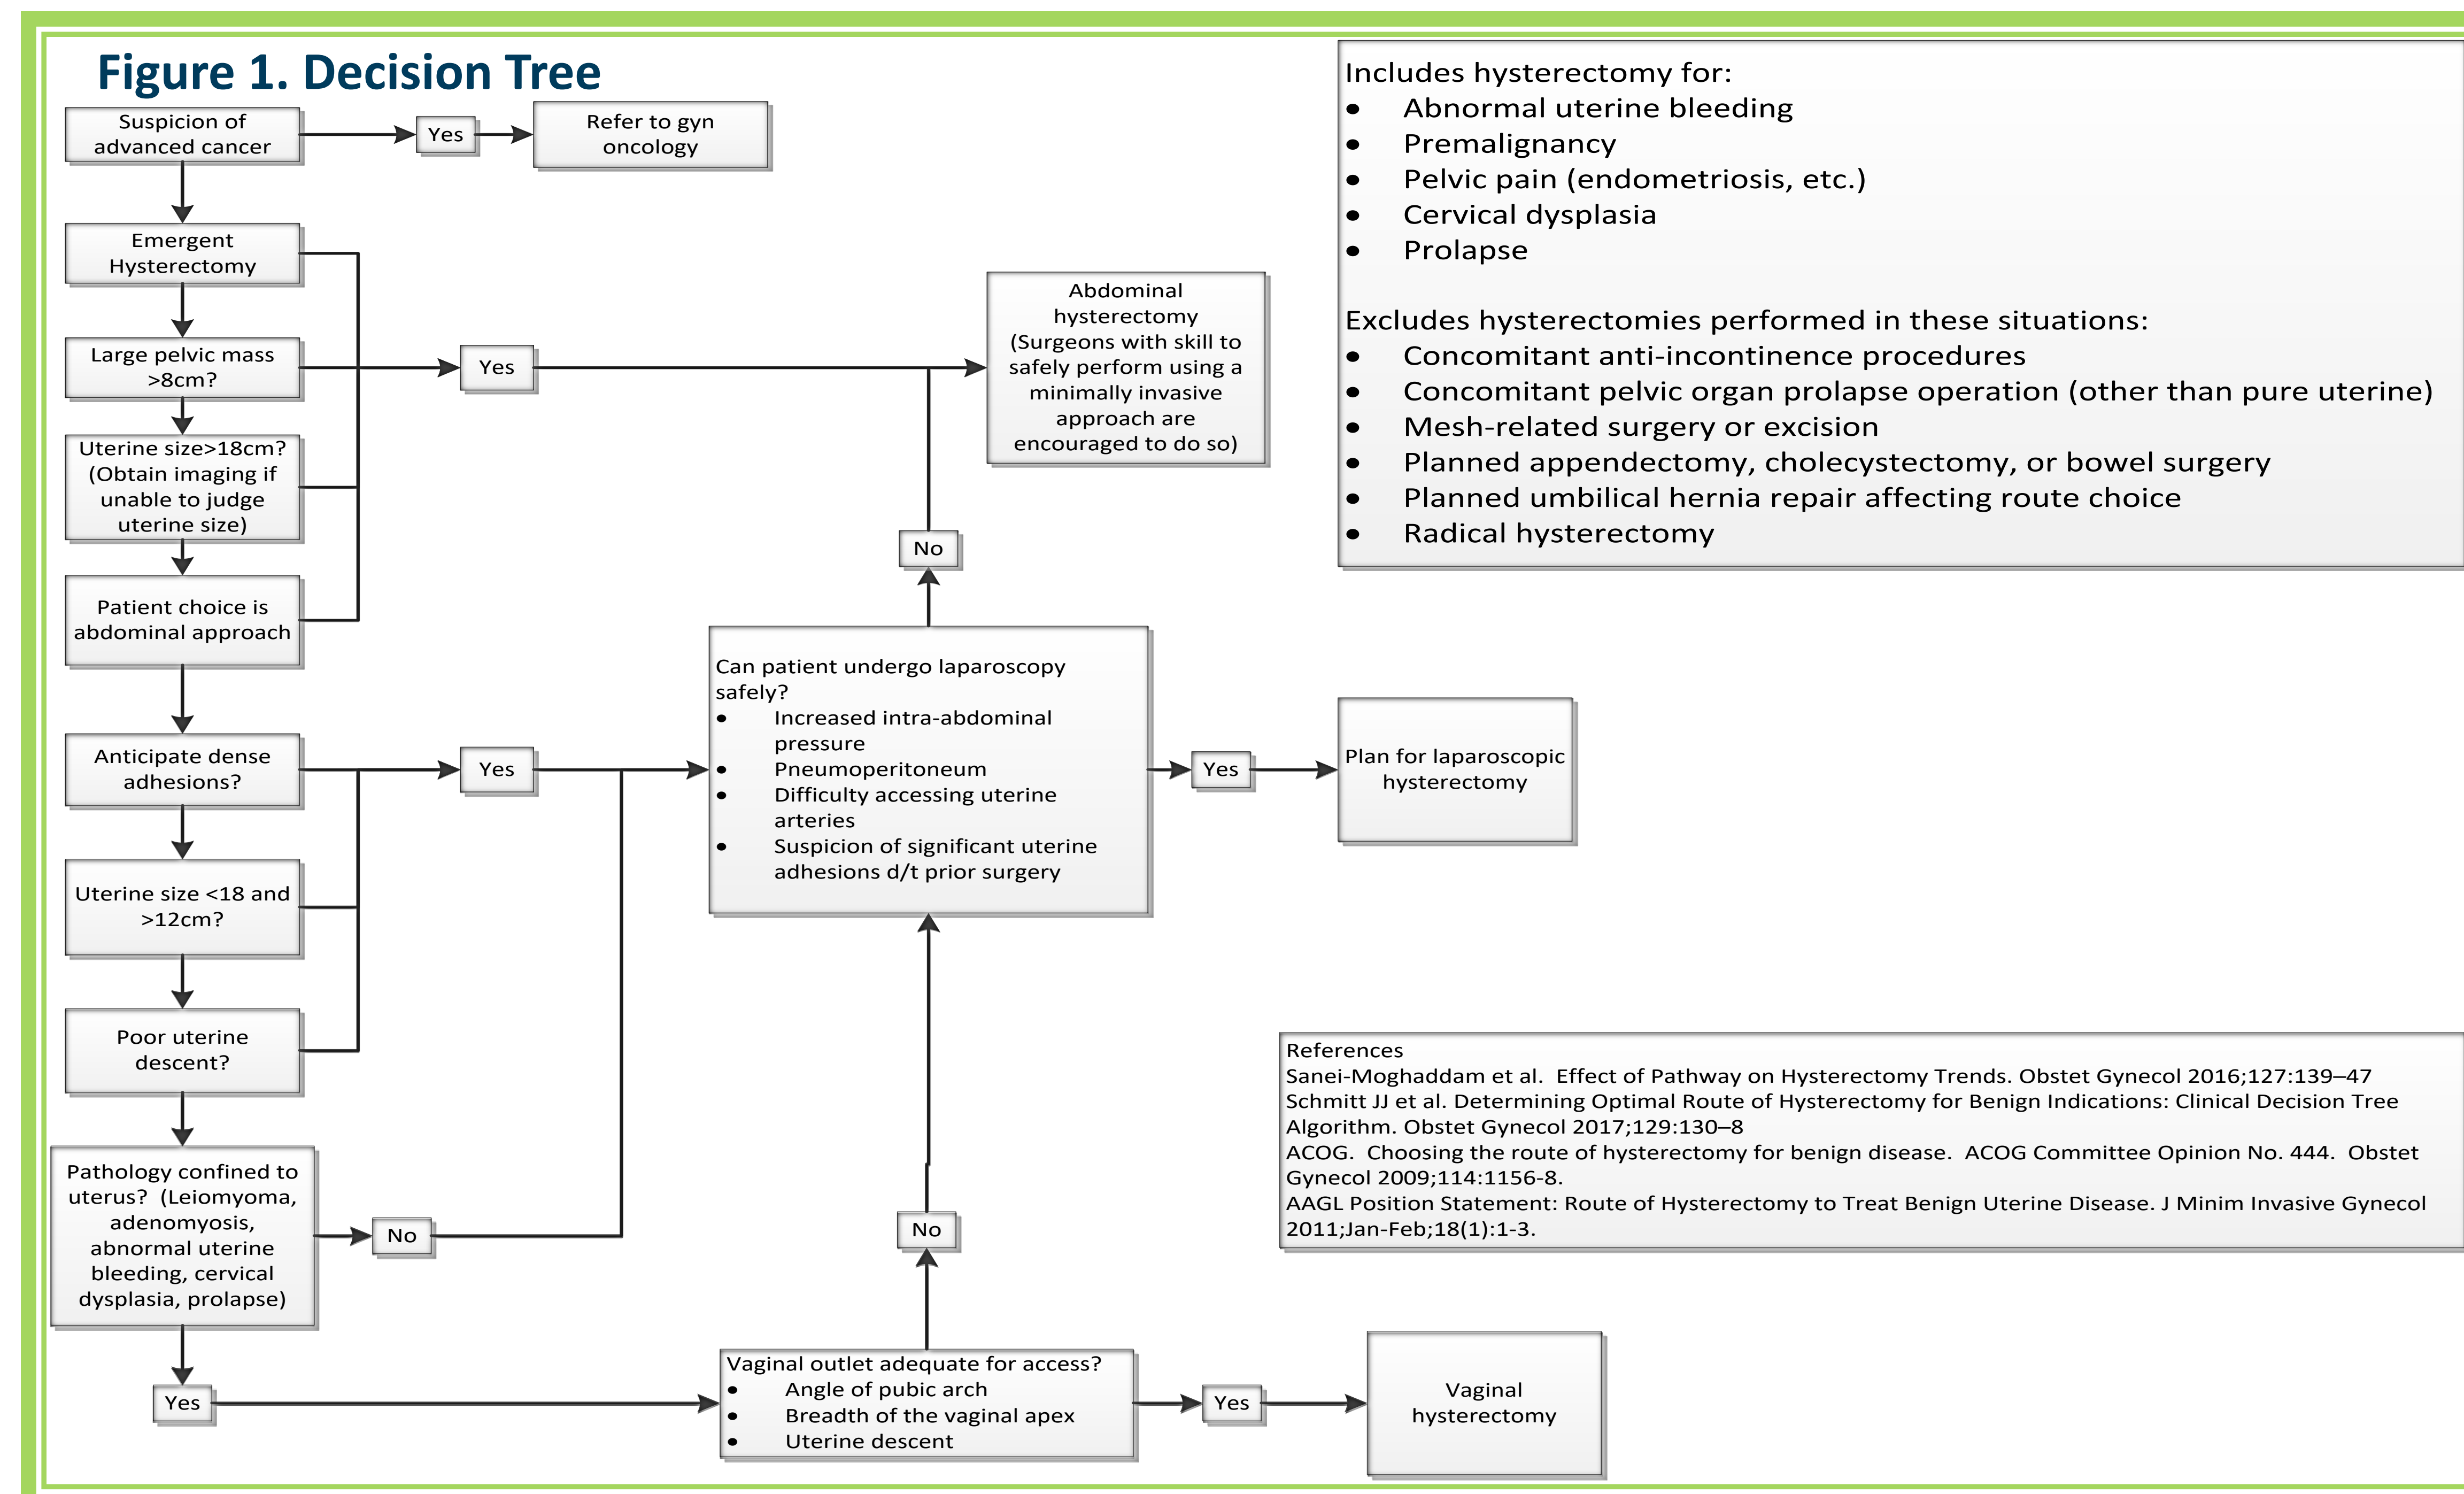 Figure 1. Decision Tree
Suspicion of
advanced cancer
Yes
Refer to gyn
oncology
Emergent
Hysterectomy
Large pelvic mass
>8cm?
Yes
Abdominal
hysterectomy
(Surgeons with skill to
safely perform using a
minimally invasive
approach are
encouraged to do so)
Uterine size>18cm?
(Obtain imaging if
unable to judge
uterine size)
Patient choice is
abdominal approach
No
Anticipate dense
adhesions?
Yes
Can patient undergo laparoscopy
safely?
• Increased intra-abdominal
pressure
• Pneumoperitoneum
• Difficulty accessing uterine
arteries
• Suspicion of significant uterine
adhesions d/t prior surgery
Yes
Plan for laparoscopic
hysterectomy
Uterine size <18 and
>12cm?
Poor uterine
descent?
Pathology confined to
uterus? (Leiomyoma,
adenomyosis,
abnormal uterine
bleeding, cervical
dysplasia, prolapse)
No
No
Yes
Vaginal outlet adequate for access?
• Angle of pubic arch
• Breadth of the vaginal apex
• Uterine descent
Yes
Vaginal
hysterectomy
Includes hysterectomy for:
• Abnormal uterine bleeding
• Premalignancy
• Pelvic pain (endometriosis, etc.)
• Cervical dysplasia
• Prolapse
Excludes hysterectomies performed in these situations:
• Concomitant anti-incontinence procedures
• Concomitant pelvic organ prolapse operation (other than pure uterine)
• Mesh-related surgery or excision
• Planned appendectomy, cholecystectomy, or bowel surgery
• Planned umbilical hernia repair affecting route choice
• Radical hysterectomy
References
Sanei-Moghaddam et al. Effect of Pathway on Hysterectomy Trends. Obstet Gynecol 2016;127:139–47
Schmitt JJ et al. Determining Optimal Route of Hysterectomy for Benign Indications: Clinical Decision Tree
Algorithm. Obstet Gynecol 2017;129:130–8
ACOG. Choosing the route of hysterectomy for benign disease. ACOG Committee Opinion No. 444. Obstet
Gynecol 2009;114:1156-8.
AAGL Position Statement: Route of Hysterectomy to Treat Benign Uterine Disease. J Minim Invasive Gynecol
2011;Jan-Feb;18(1):1-3.